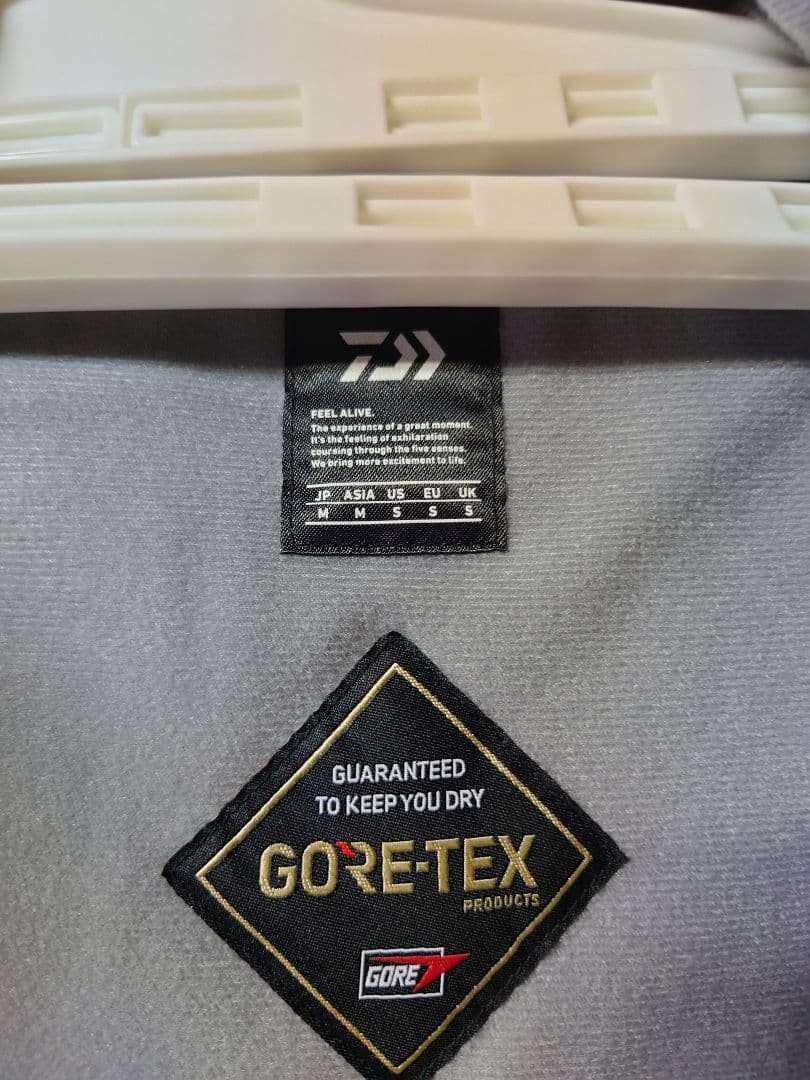 FEEL ALIVE.
The experience of a great moment.
It's the feeling of exhilaration
coursing through the five senses.
We bring more excitement to life.
JP ASIA US EU UK
M M S S S
GUARANTEED
TO KEEP YOU DRY
GORE-TEX
PRODUCTS
GORE